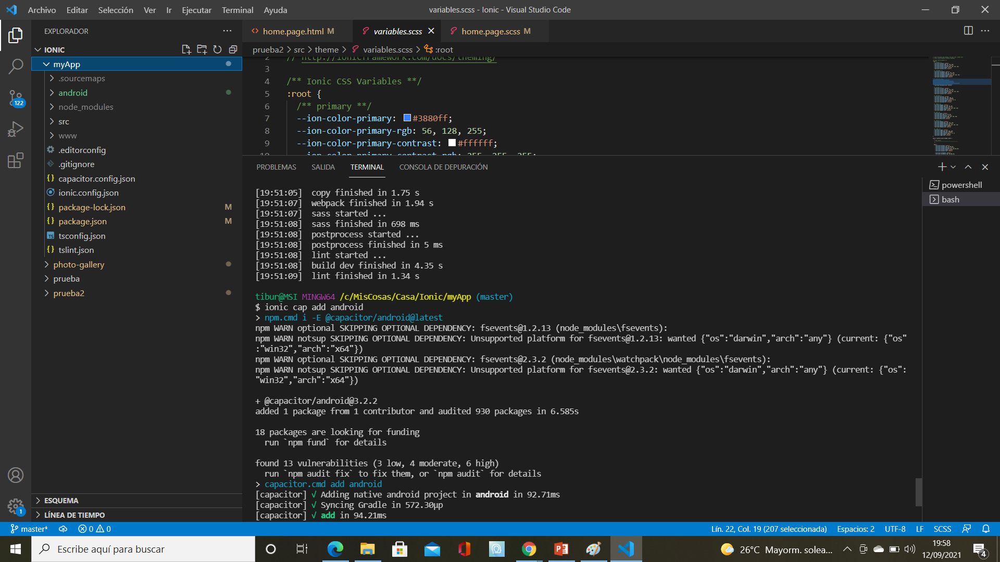 Archivo Editar Selección Ver Ir Ejecutar Terminal Ayuda
variables.scss - Ionic - Visual Studio Code
EXPLORADOR
IONIC
myApp
.sourcemaps
android
node_modules
src
www
.editorconfig
.gitignore
capacitor.config.json
ionic.config.json
package-lock.json M
package.json M
tsconfig.json
tslint.json
photo-gallery
prueba
prueba2
ESQUEMA
LÍNEA DE TIEMPO
122
1
home.page.html M
variables.scss
home.page.scss M
prueba2 > src > theme > variables.scss > :root
2 // http://ionicframework.com/docs/theming/
3
4 /** Ionic CSS Variables **/
5 :root {
6 /** primary **/
7 --ion-color-primary: #3880ff;
8 --ion-color-primary-rgb: 56, 128, 255;
9 --ion-color-primary-contrast: #ffffff;
10 --ion-color-primary-contrast-rgb: 255, 255, 255;
PROBLEMAS SALIDA TERMINAL CONSOLA DE DEPURACIÓN
powershell
bash
[19:51:05] copy finished in 1.75 s
[19:51:07] webpack finished in 1.94 s
[19:51:07] sass started ...
[19:51:08] sass finished in 698 ms
[19:51:08] postprocess started ...
[19:51:08] postprocess finished in 5 ms
[19:51:08] lint started ...
[19:51:08] build dev finished in 4.35 s
[19:51:09] lint finished in 1.34 s
tibur@MSI MINGW64 /c/MisCosas/Casa/Ionic/myApp (master)
$ ionic cap add android
> npm.cmd i -E @capacitor/android@latest
npm WARN optional SKIPPING OPTIONAL DEPENDENCY: fsevents@1.2.13 (node_modules\fsevents):
npm WARN notsup SKIPPING OPTIONAL DEPENDENCY: Unsupported platform for fsevents@1.2.13: wanted {"os":"darwin","arch":"any"} (current: {"os"
:"win32","arch":"x64"})
npm WARN optional SKIPPING OPTIONAL DEPENDENCY: fsevents@2.3.2 (node_modules\watchpack\node_modules\fsevents):
npm WARN notsup SKIPPING OPTIONAL DEPENDENCY: Unsupported platform for fsevents@2.3.2: wanted {"os":"darwin","arch":"any"} (current: {"os":
"win32","arch":"x64"})
+ @capacitor/android@3.2.2
added 1 package from 1 contributor and audited 930 packages in 6.585s
18 packages are looking for funding
run `npm fund` for details
found 13 vulnerabilities (3 low, 4 moderate, 6 high)
run `npm audit fix` to fix them, or `npm audit` for details
> capacitor.cmd add android
[capacitor] √ Adding native android project in android in 92.71ms
[capacitor] √ Syncing Gradle in 572.30μp
[capacitor] √ add in 94.21ms
master* 0 0
Lín. 22, Col. 19 (207 seleccionada) Espacios: 2 UTF-8 LF SCSS
Escribe aquí para buscar
26°C Mayorm. solea...
19:58
12/09/2021
4